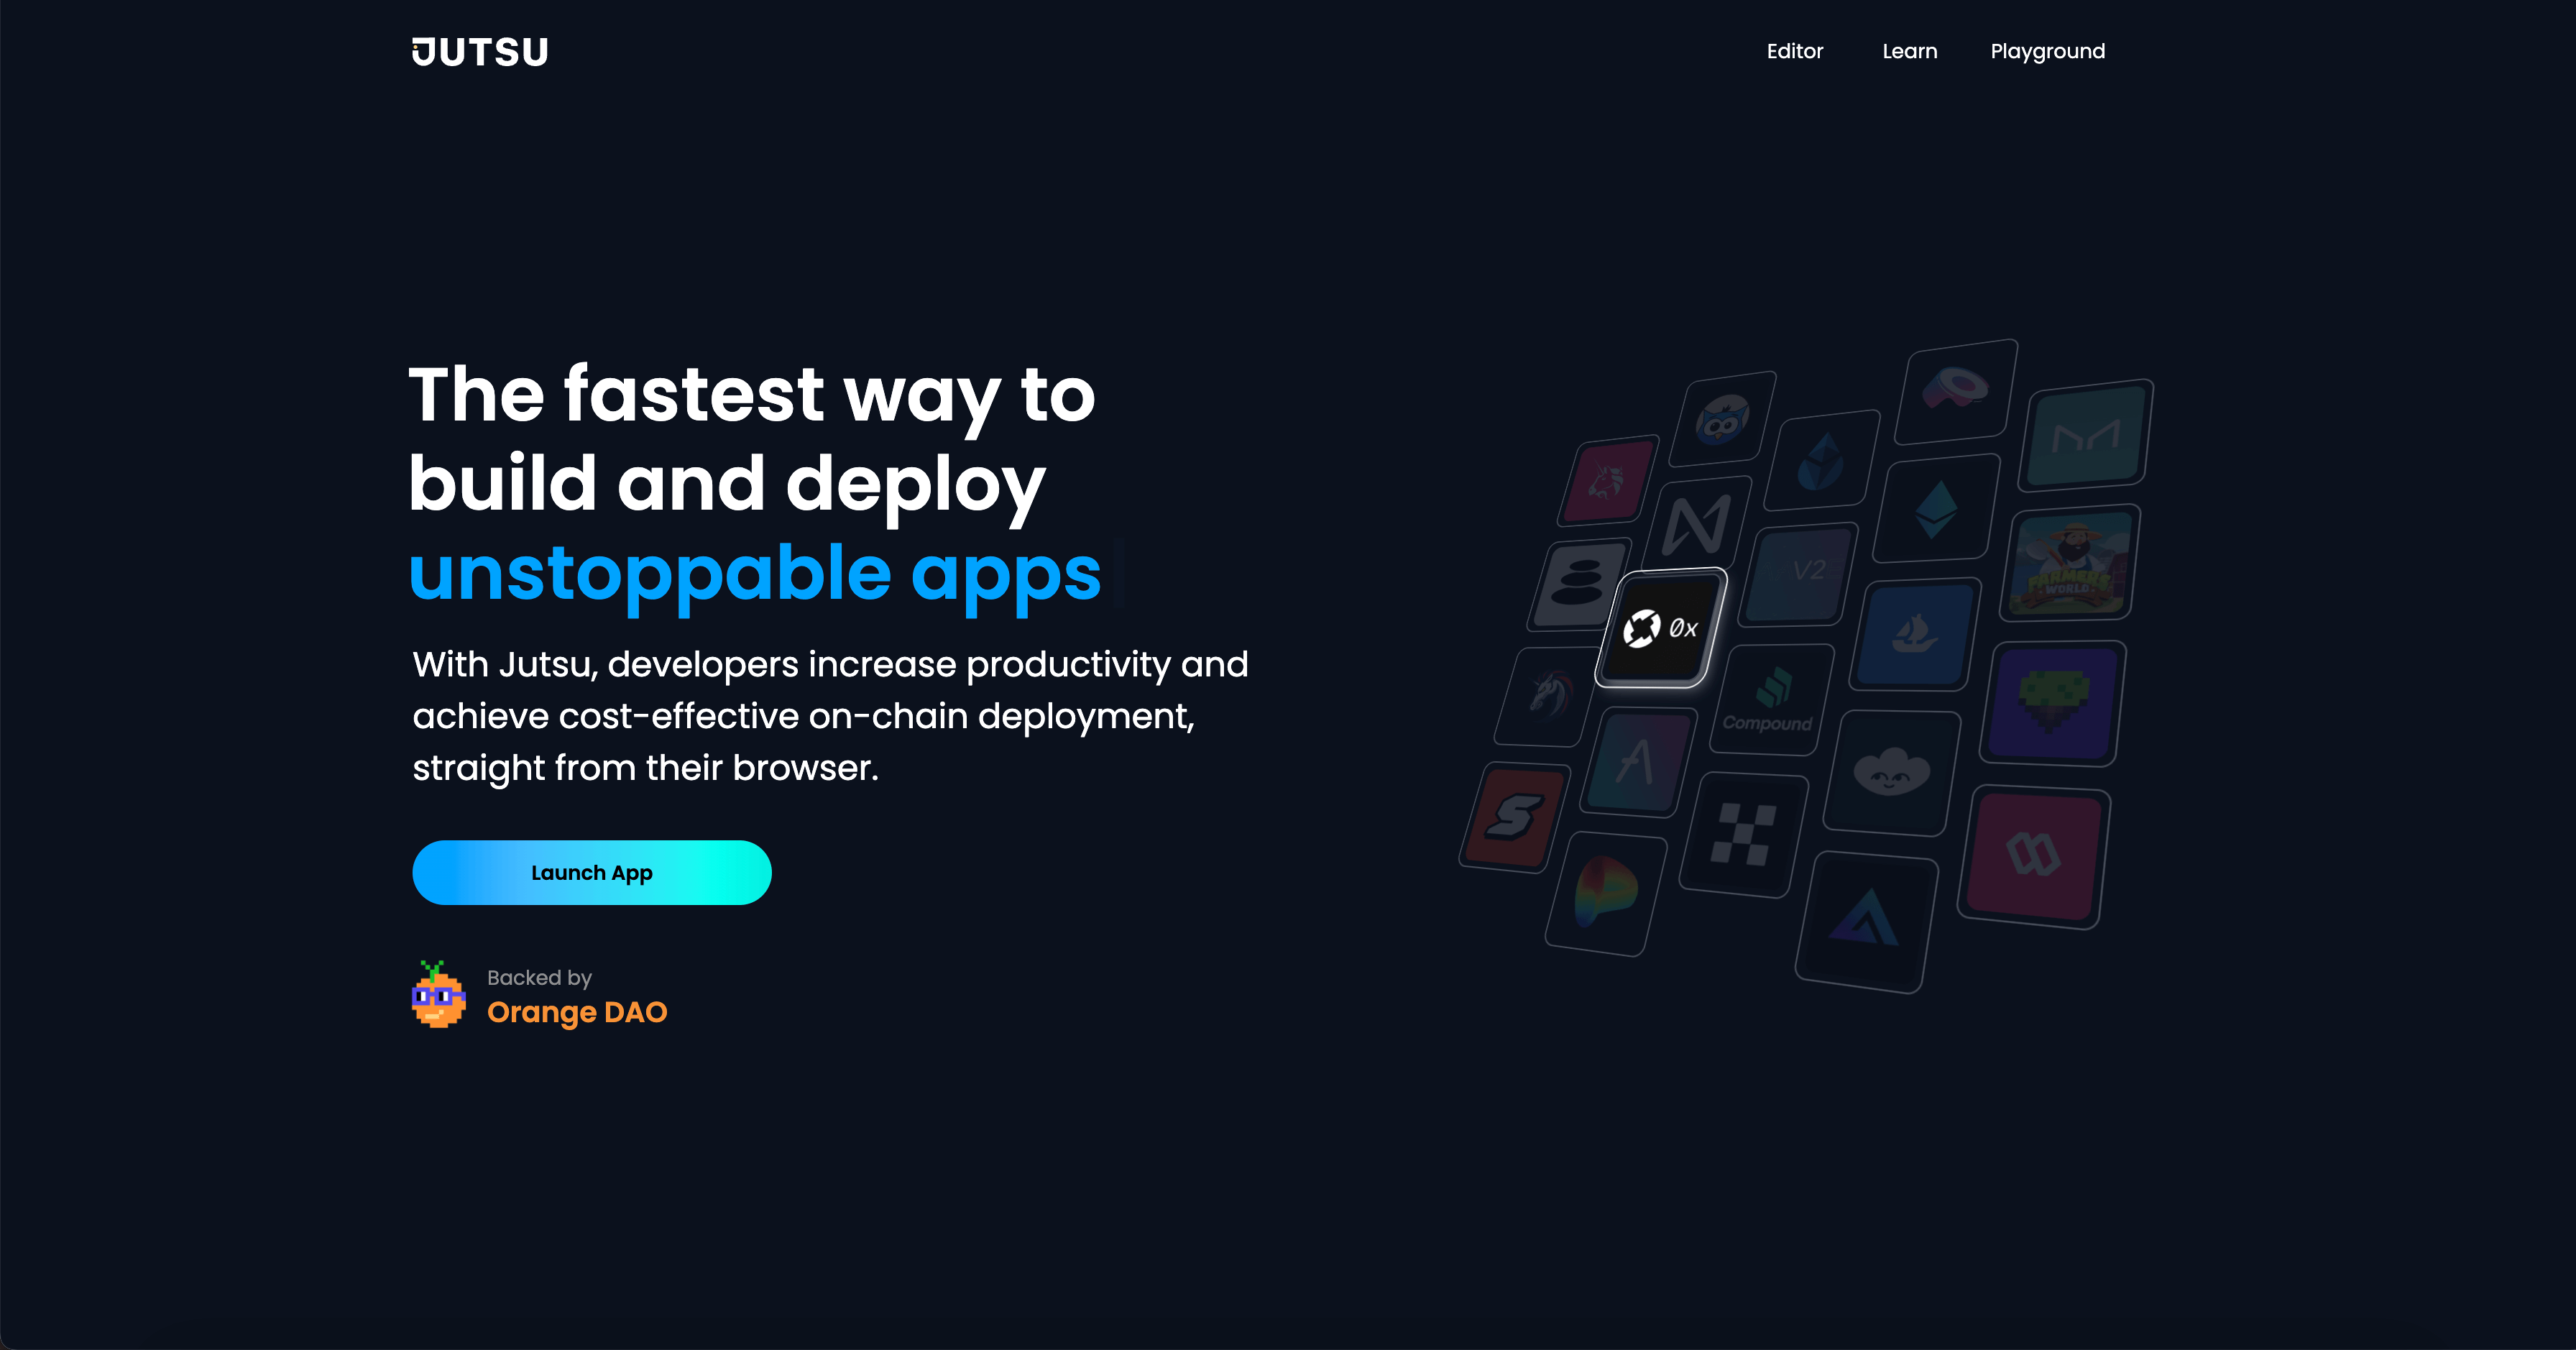 JUTSU
Editor Learn Playground
The fastest way to
build and deploy
unstoppable apps
With Jutsu, developers increase productivity and
achieve cost-effective on-chain deployment,
straight from their browser.
Launch App
Backed by
Orange DAO
V2
FARMERS
WORLD
0x
Compound